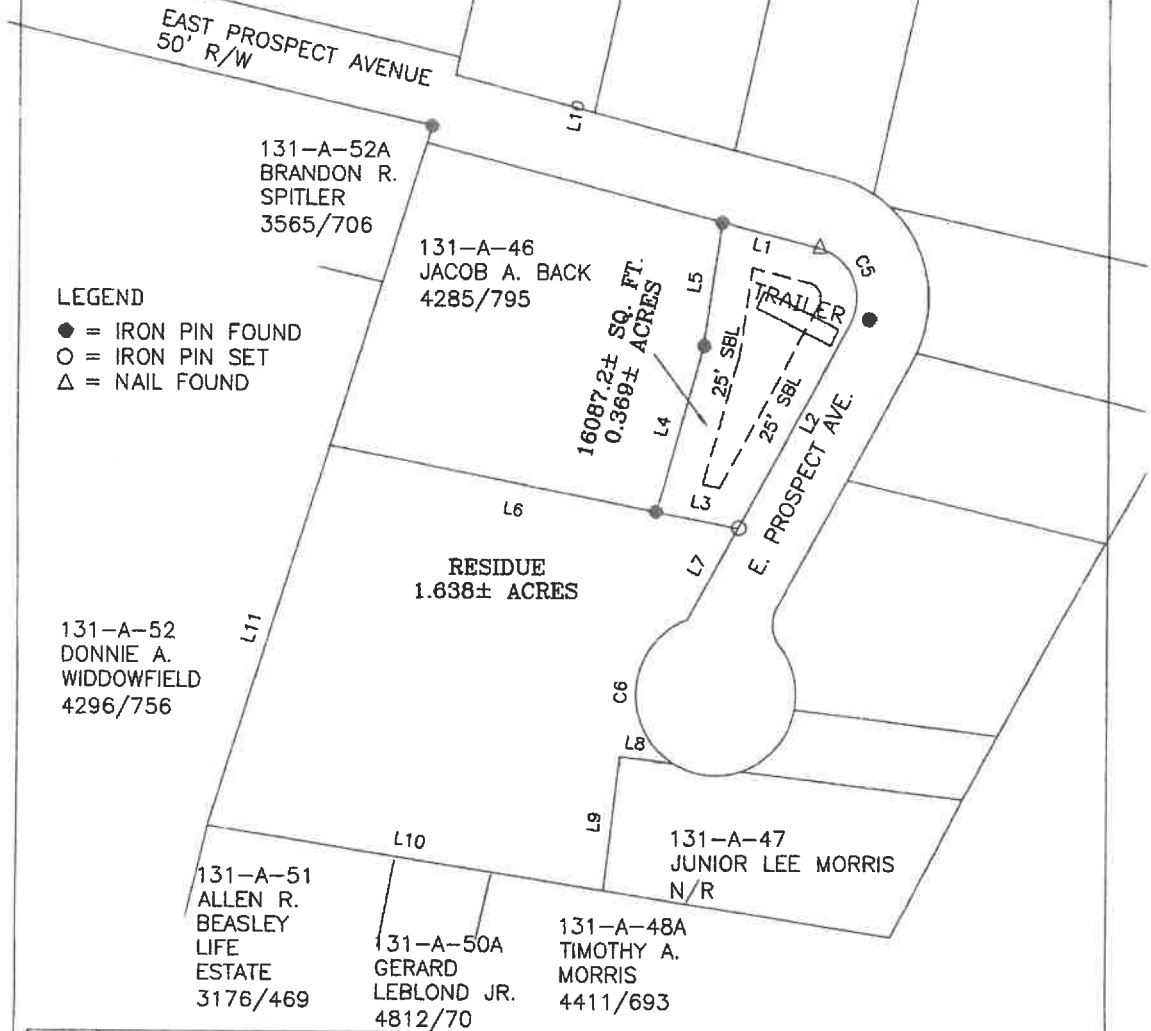 EAST PROSPECT AVENUE
50' R/W
L10
131-A-52A
BRANDON R.
SPITLER
3565/706
131-A-46
JACOB A. BACK
4285/795
L1
C5
L5
TRAILER
LEGEND
● = IRON PIN FOUND
○ = IRON PIN SET
△ = NAIL FOUND
16087.2± SQ. FT.
0.369± ACRES
25' SBL
25' SBL
L2
E. PROSPECT AVE.
L4
L3
L6
L7
RESIDUE
1.638± ACRES
L11
131-A-52
DONNIE A.
WIDDOWFIELD
4296/756
C6
L8
L9
L10
131-A-47
JUNIOR LEE MORRIS
N/R
131-A-51
ALLEN R.
BEASLEY
LIFE
ESTATE
3176/469
131-A-50A
GERARD
LEBLOND JR.
4812/70
131-A-48A
TIMOTHY A.
MORRIS
4411/693